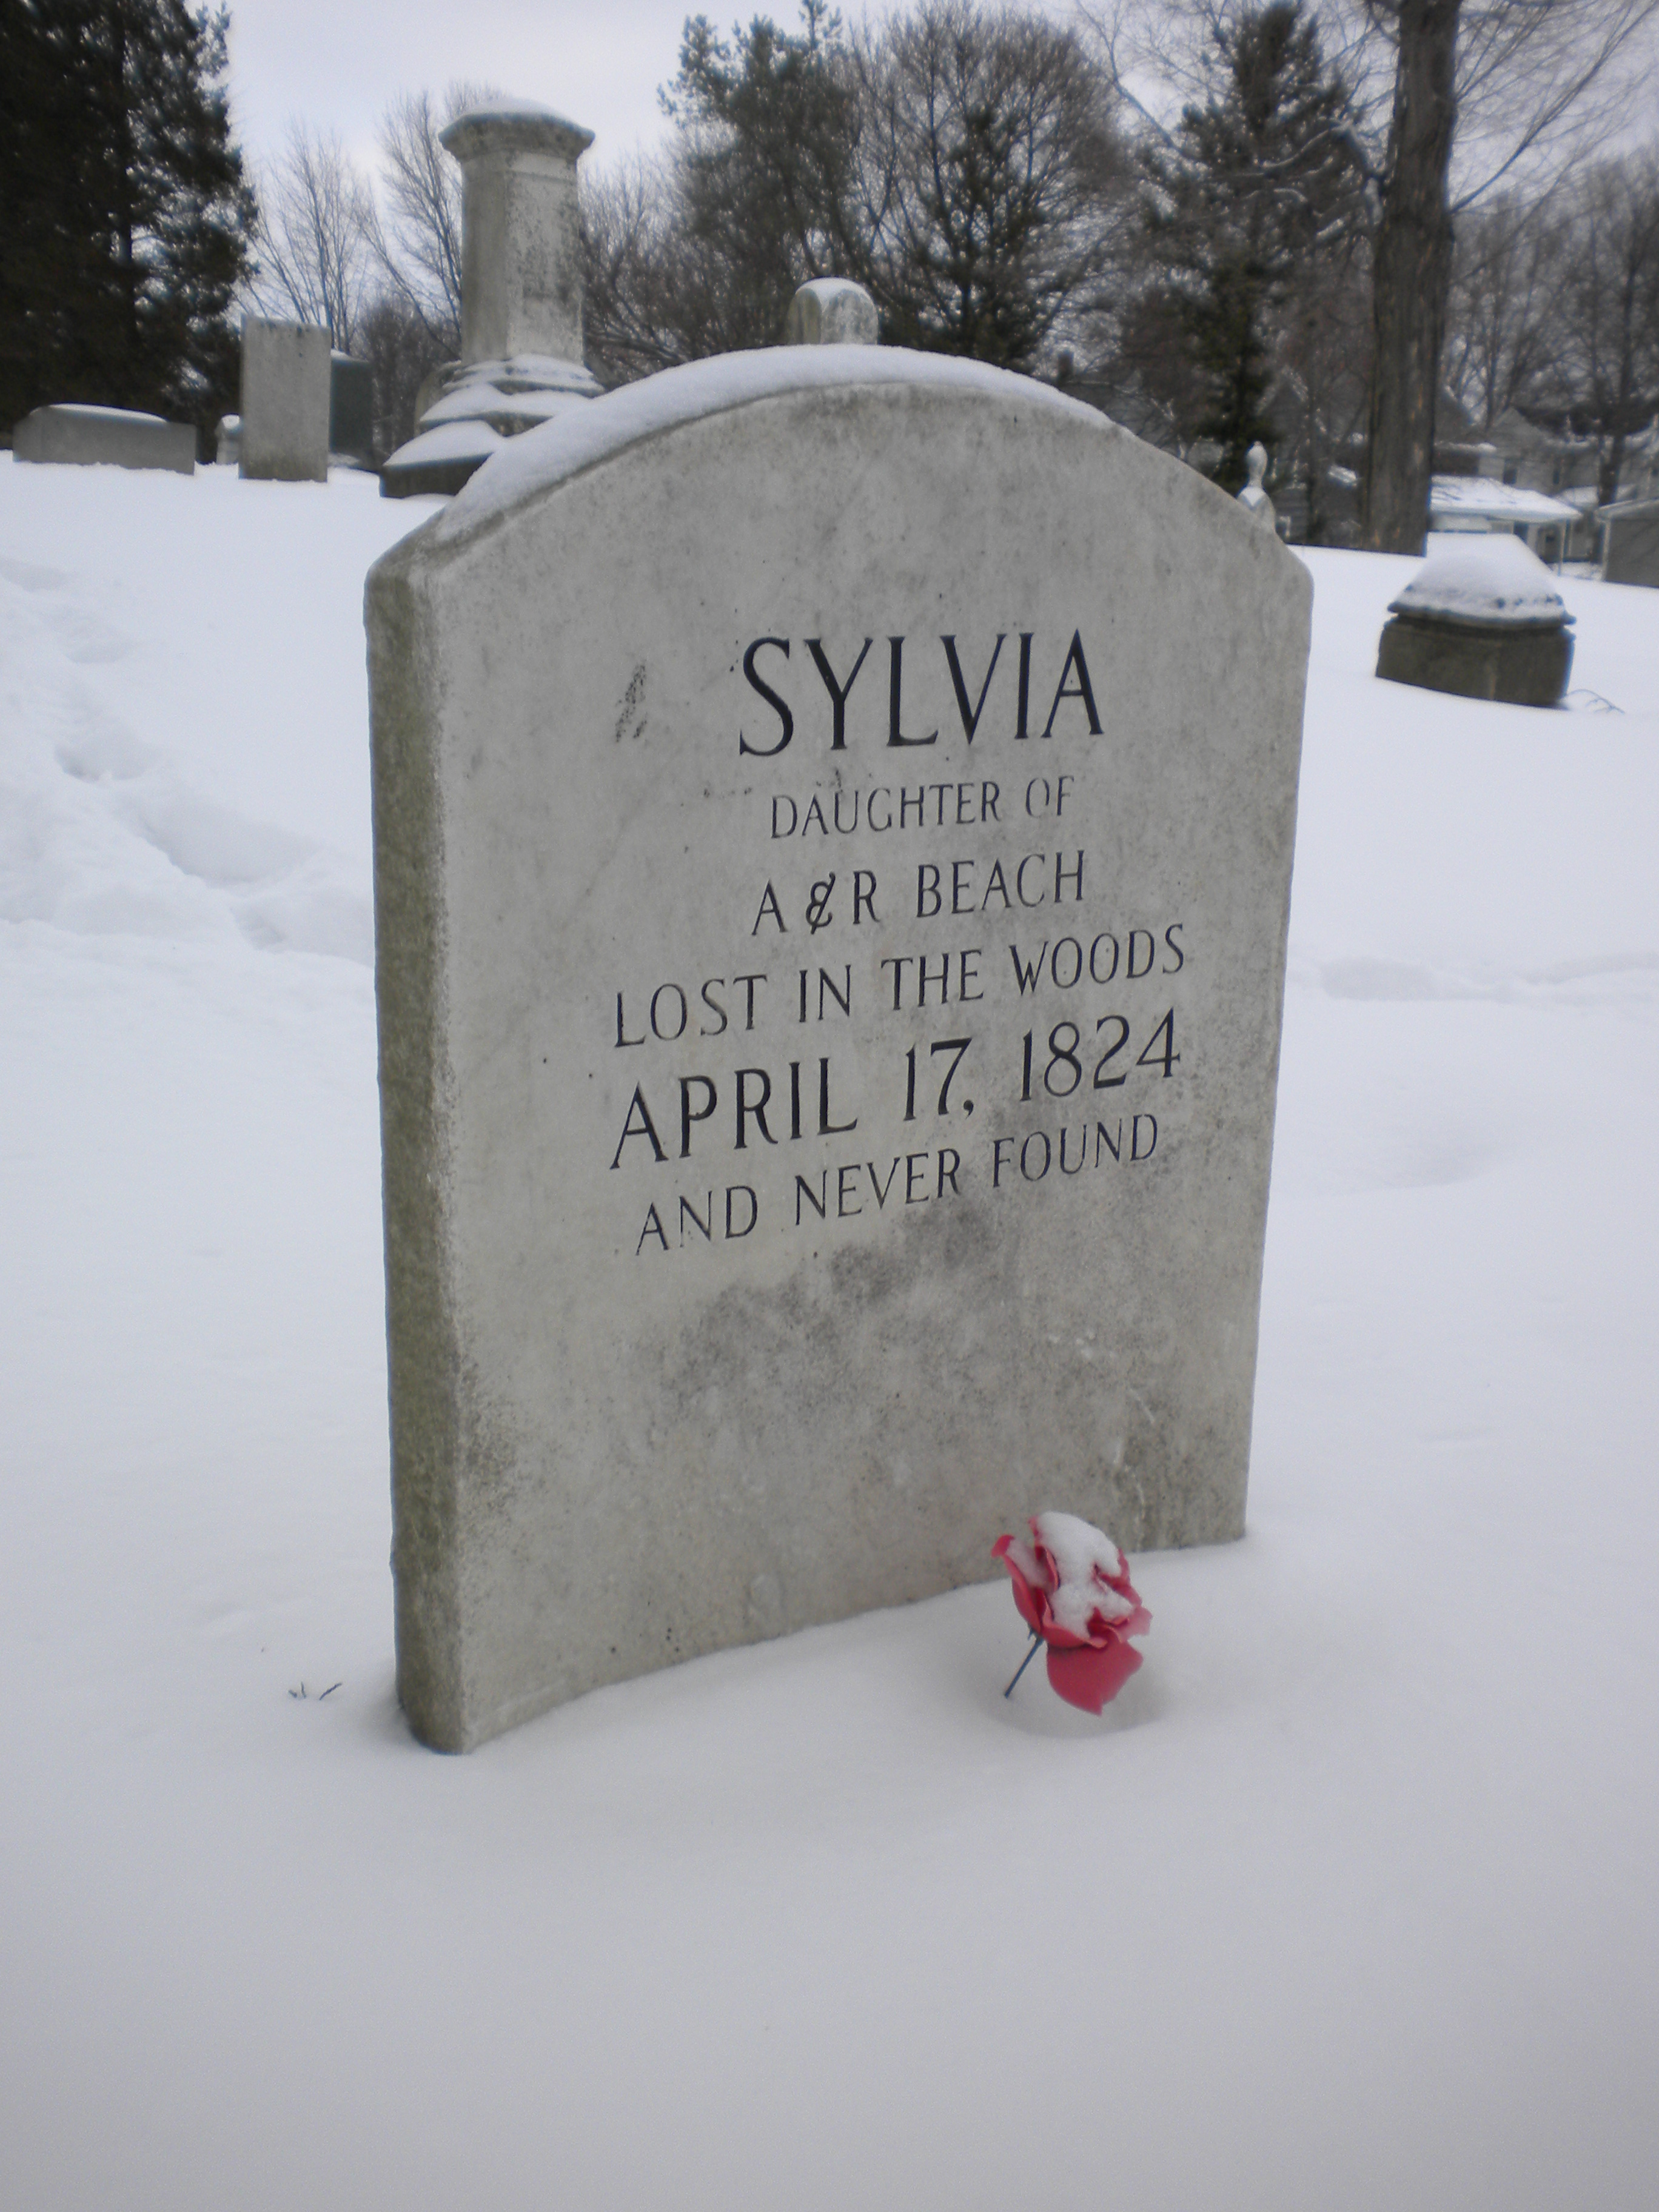 SYLVIA
DAUGHTER OF
A & R BEACH
LOST IN THE WOODS
APRIL 17, 1824
AND NEVER FOUND